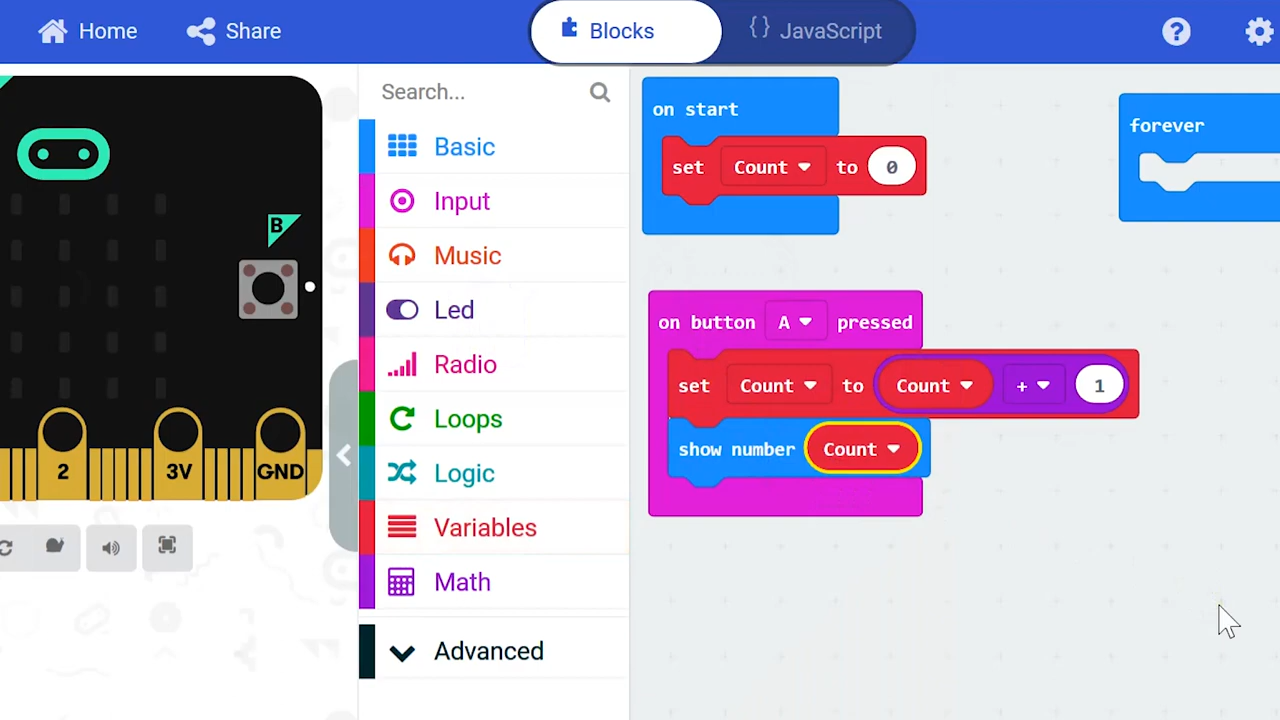 Home
Share
Blocks
{} JavaScript
?
B
2
3V
GND
Search...
Basic
Input
Music
Led
Radio
Loops
Logic
Variables
Math
Advanced
on start
set Count to 0
forever
on button A pressed
set Count to Count + 1
show number Count